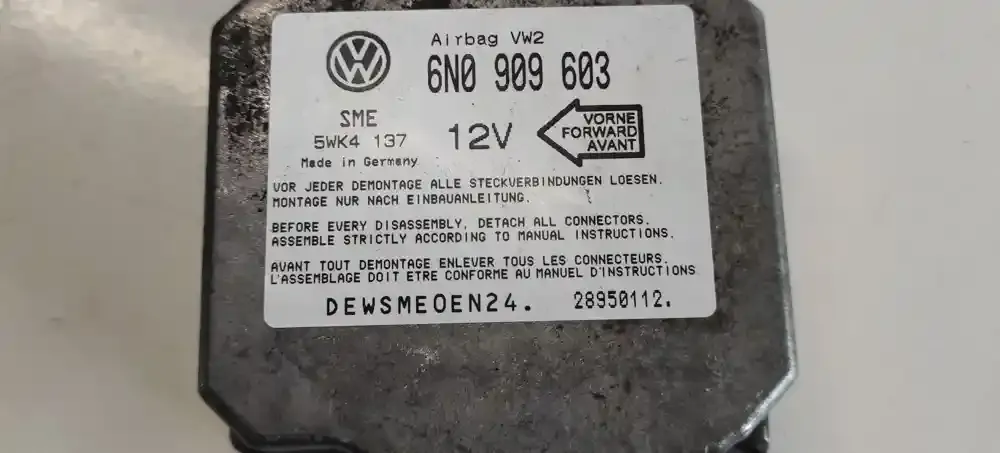 Airbag VW2
6N0 909 603
SME
5WK4 137
Made in Germany
12V
VORNE
FORWARD
AVANT
VOR JEDER DEMONTAGE ALLE STECKVERBINDUNGEN LOESEN.
MONTAGE NUR NACH EINBAUANLEITUNG.
BEFORE EVERY DISASSEMBLY, DETACH ALL CONNECTORS.
ASSEMBLE STRICTLY ACCORDING TO MANUAL INSTRUCTIONS.
AVANT TOUT DEMONTAGE ENLEVER TOUS LES CONNECTEURS.
L'ASSEMBLAGE DOIT ETRE CONFORME AU MANUEL D'INSTRUCTIONS
DEWSMEOEN24. 28950112.